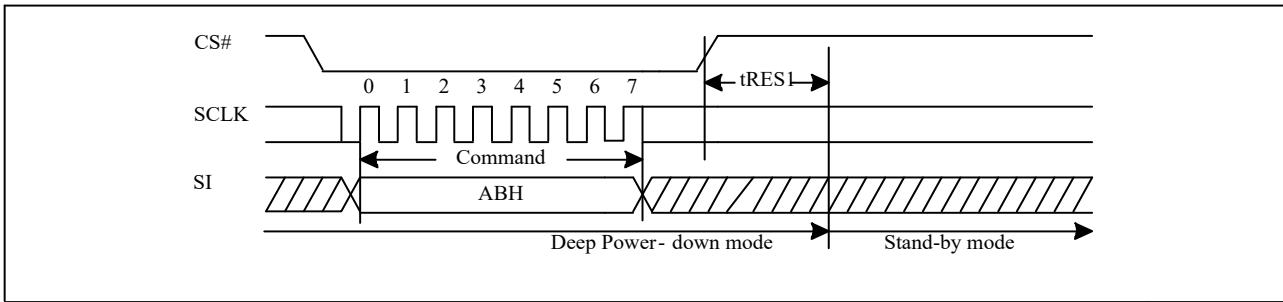 CS#
tRES1
0 1 2 3 4 5 6 7
SCLK
Command
SI
ABH
Deep Power- down mode Stand-by mode